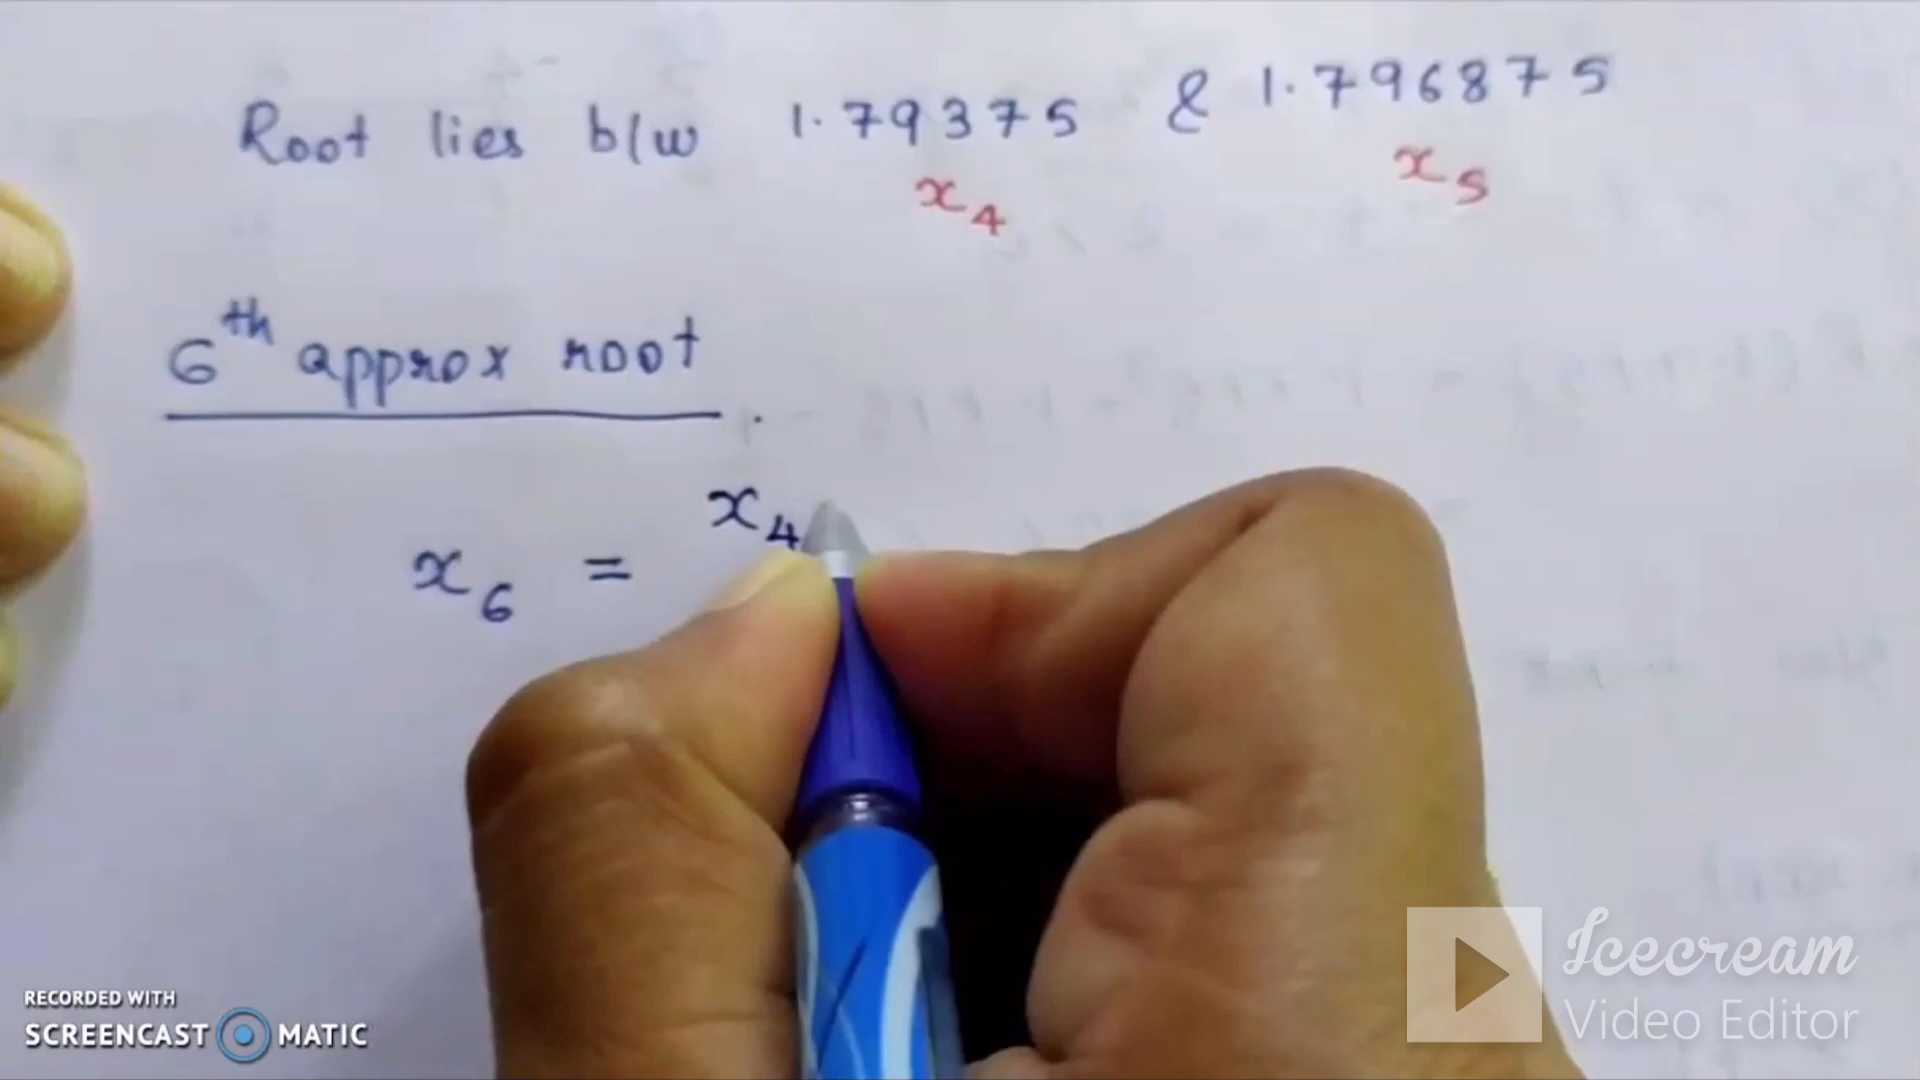 Root lies b/w 1.79375 & 1.796875
x₄ x₅
6th approx root
x₆ = x₄
RECORDED WITH
SCREENCAST MATIC
Icecream
Video Editor